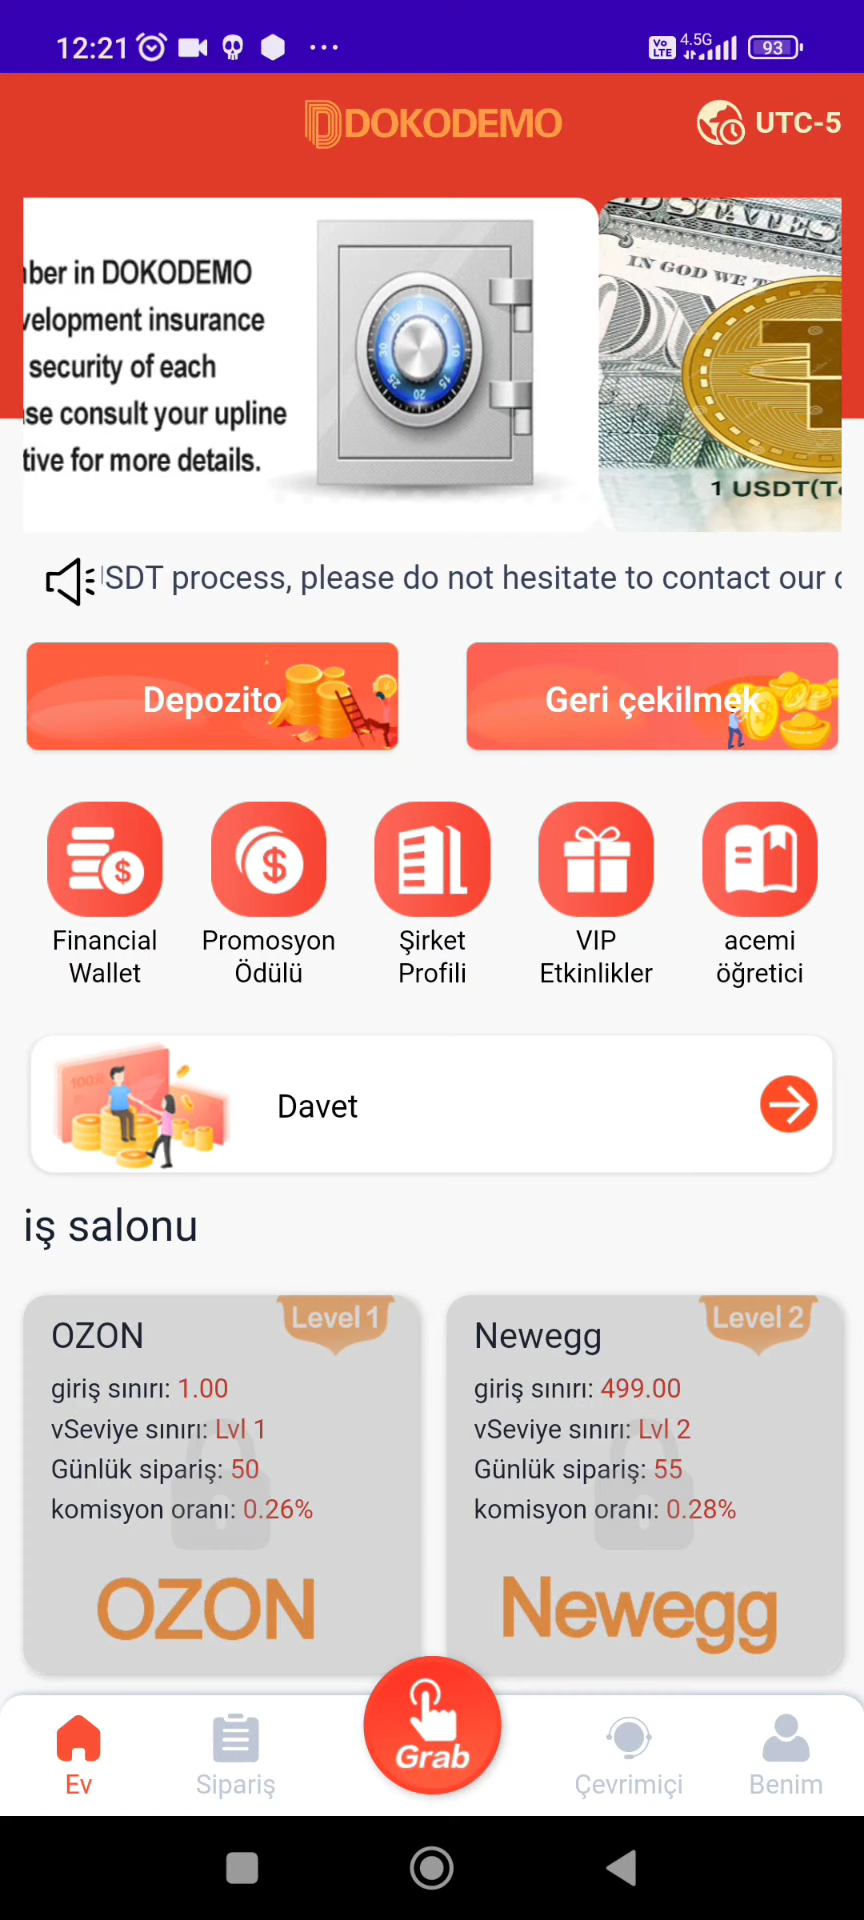 12:21
Vo LTE
4.5G
93
DOKODEMO
UTC-5
ber in DOKODEMO
velopment insurance
security of each
se consult your upline
tive for more details.
IN GOD WE
1 USDT(T
SDT process, please do not hesitate to contact our
Depozito
Geri çekilmek
Financial
Wallet
Promosyon
Ödülü
Şirket
Profili
VIP
Etkinlikler
acemi
öğretici
Davet
iş salonu
OZON
Level 1
giriş sınırı: 1.00
vSeviye sınırı: Lvl 1
Günlük sipariş: 50
komisyon oranı: 0.26%
OZON
Newegg
Level 2
giriş sınırı: 499.00
vSeviye sınırı: Lvl 2
Günlük sipariş: 55
komisyon oranı: 0.28%
Newegg
Ev
Sipariş
Grab
Çevrimiçi
Benim